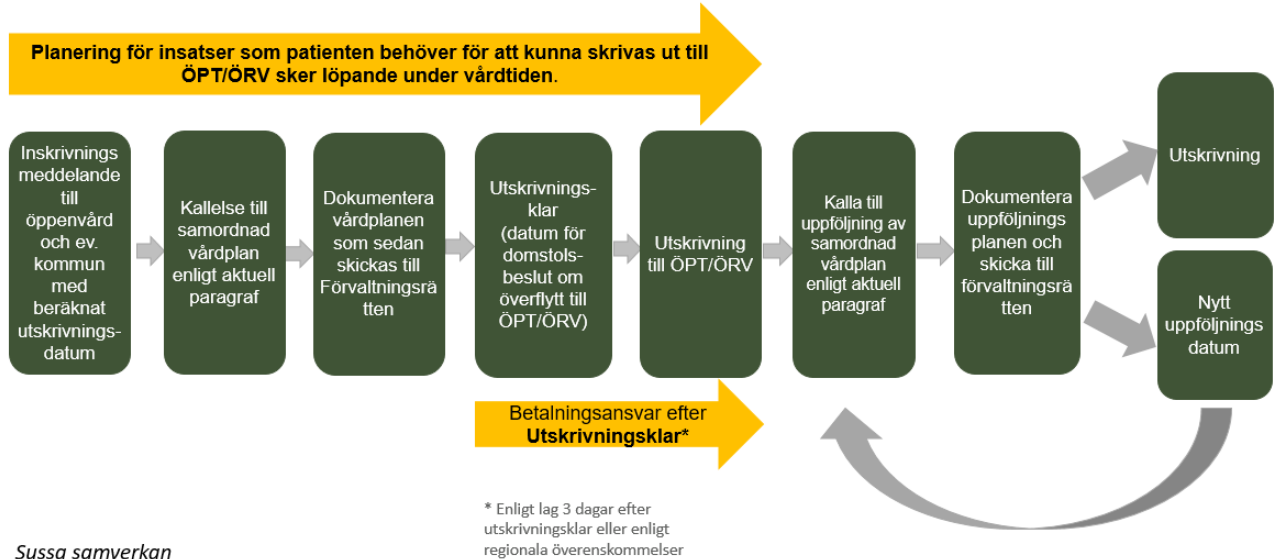 Planering för insatser som patienten behöver för att kunna skrivas ut till
ÖPT/ÖRV sker löpande under vårdtiden.
Inskrivnings
meddelande
till
öppenvård
och ev.
kommun
med
beräknat
utskrivnings-
datum
Kallelse till
samordnad
vårdplan
enligt aktuell
paragraf
Dokumentera
vårdplanen
som sedan
skickas till
Förvaltningsrä
tten
Utskrivnings-
klar
(datum för
domstols-
beslut om
överflytt till
ÖPT/ÖRV)
Utskrivning
till ÖPT/ÖRV
Kalla till
uppföljning av
samordnad
vårdplan
enligt aktuell
paragraf
Dokumentera
uppföljnings
planen och
skicka till
förvaltningsrä
tten
Utskrivning
Nytt
uppföljnings
datum
Betalningsansvar efter
Utskrivningsklar*
* Enligt lag 3 dagar efter
utskrivningsklar eller enligt
regionala överenskommelser
Sussa samverkan